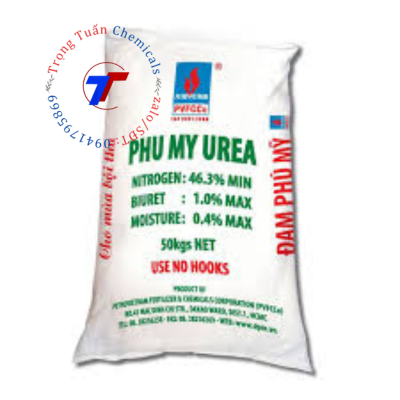 Trọng Tuấn Chemicals
zalo/SĐT: 0941795869
TT
PVFCCo
PHU MY UREA
NITROGEN: 46.3% MIN
BIURET : 1.0% MAX
MOISTURE: 0.4% MAX
50kgs NET
USE NO HOOKS
PRODUCT OF
PETROVIETNAM FERTILIZER & CHEMICALS CORPORATION (PVFCCo)
Cho mùa bội thu
ĐẠM PHÚ MỸ